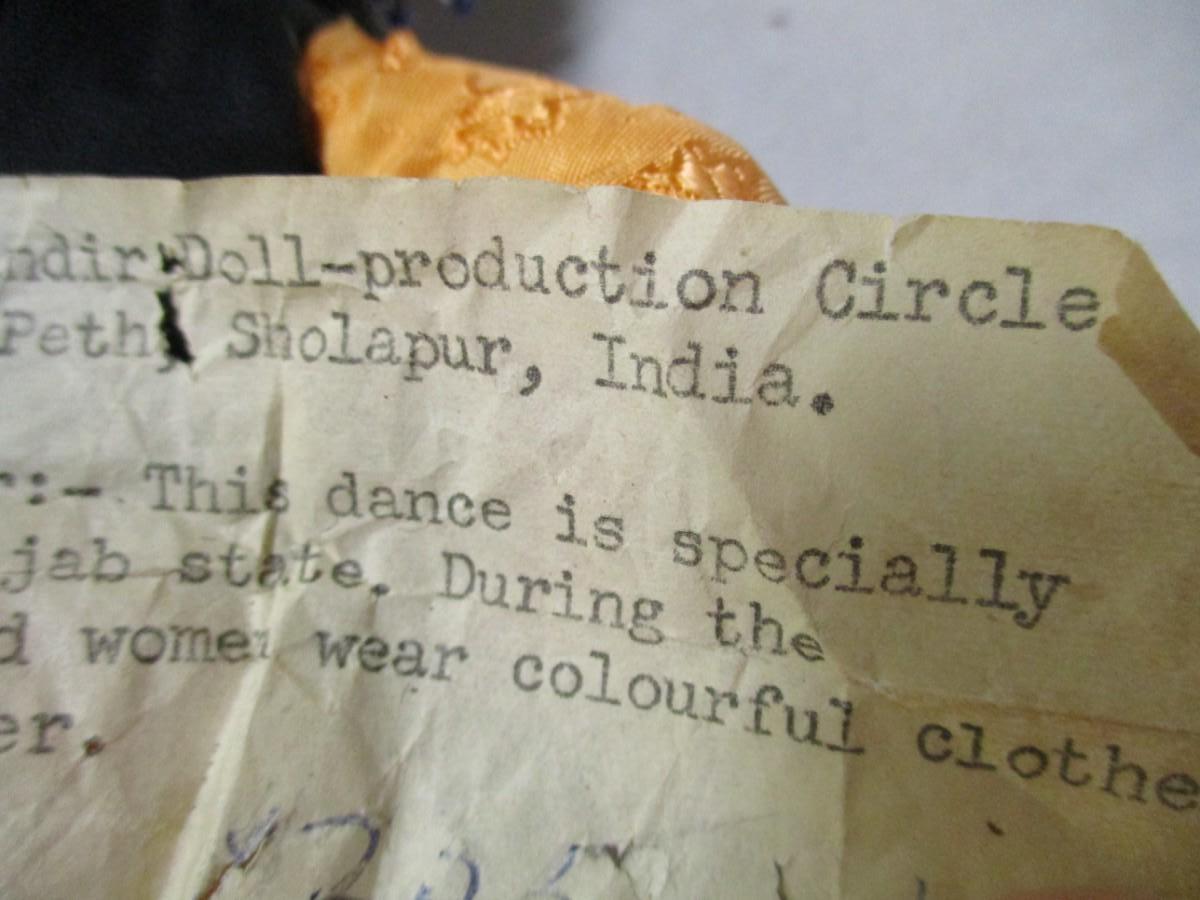 ndir Doll-production Circle
Peth, Sholapur, India.
r:- This dance is specially
jab state. During the
d women wear colourful clothe
er.